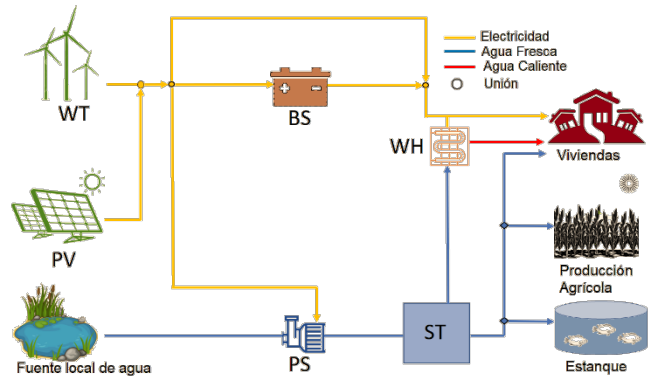 Electricidad
Agua Fresca
Agua Caliente
Unión
WT
BS
WH
Viviendas
PV
Producción
Agrícola
ST
Fuente local de agua
PS
Estanque